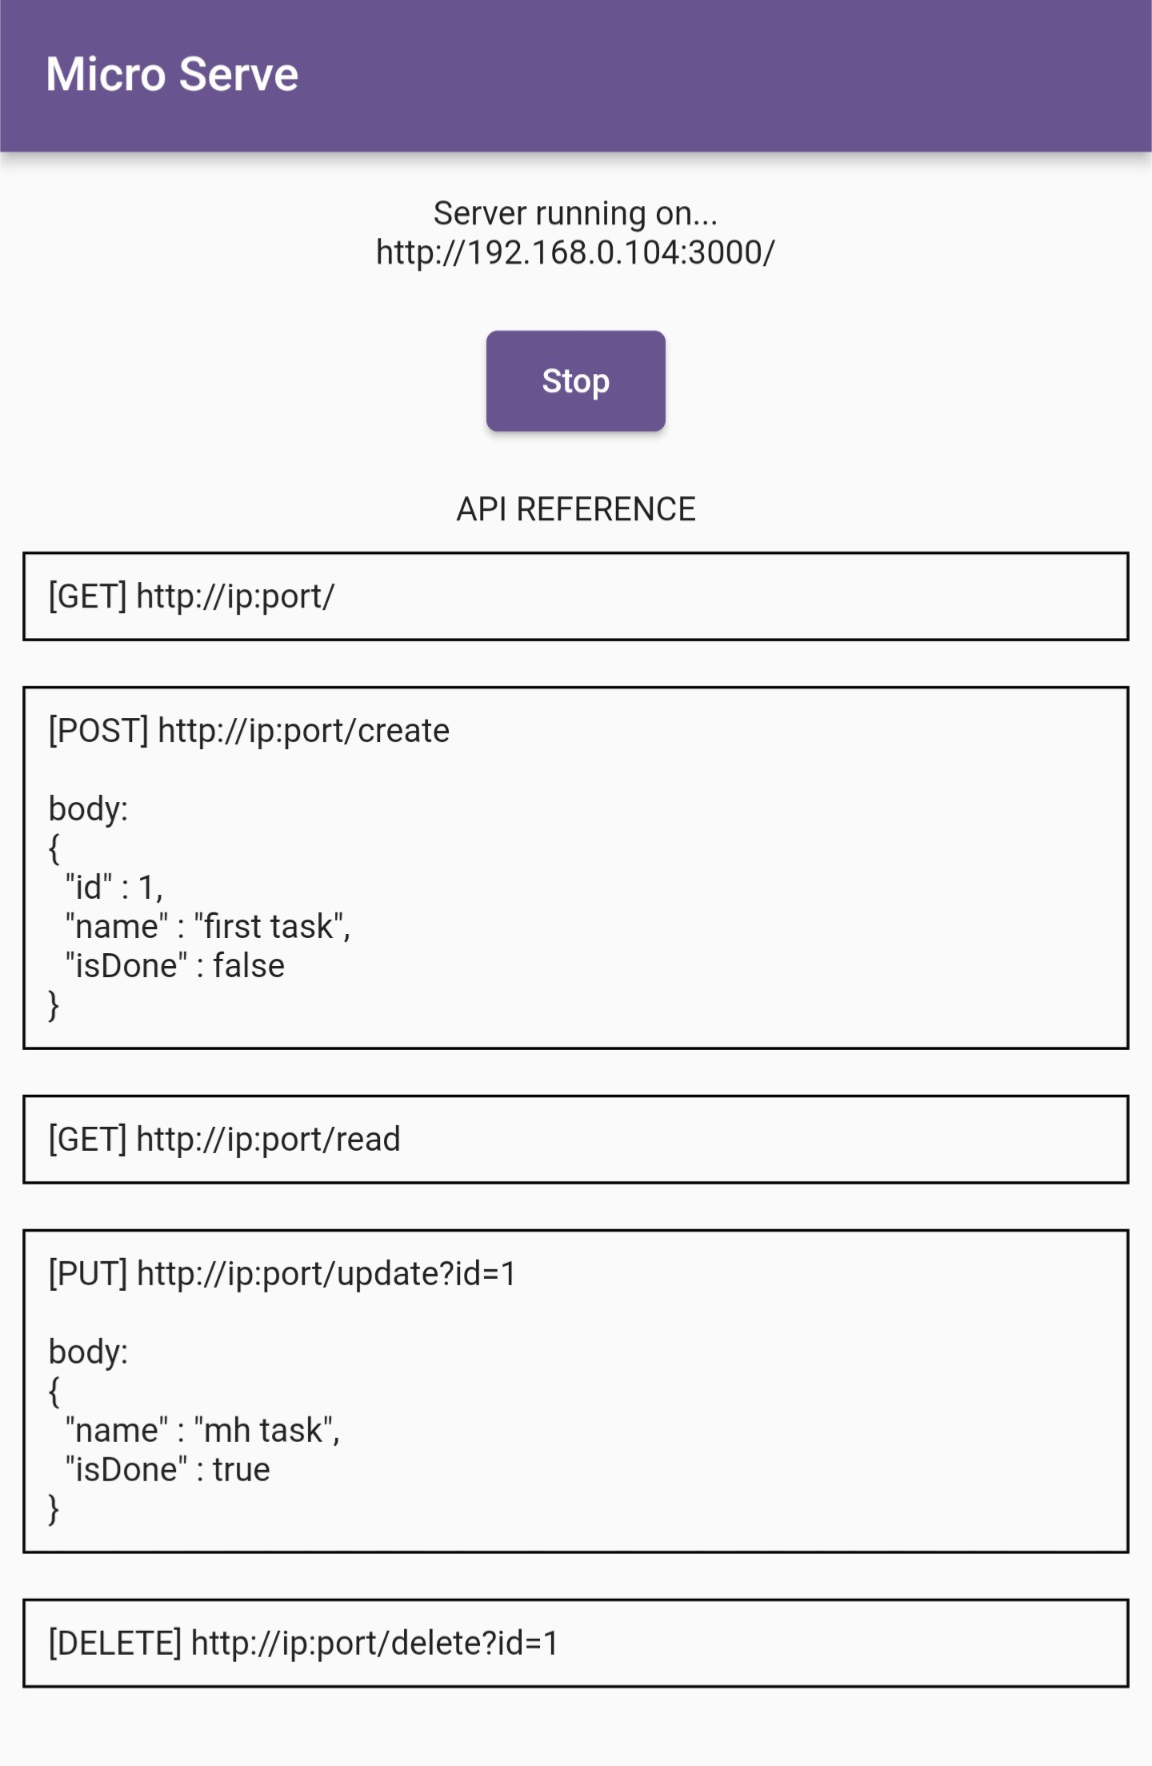 Micro Serve
Server running on...
http://192.168.0.104:3000/
Stop
API REFERENCE
[GET] http://ip:port/
[POST] http://ip:port/create
body:
{
"id" : 1,
"name" : "first task",
"isDone" : false
}
[GET] http://ip:port/read
[PUT] http://ip:port/update?id=1
body:
{
"name" : "mh task",
"isDone" : true
}
[DELETE] http://ip:port/delete?id=1